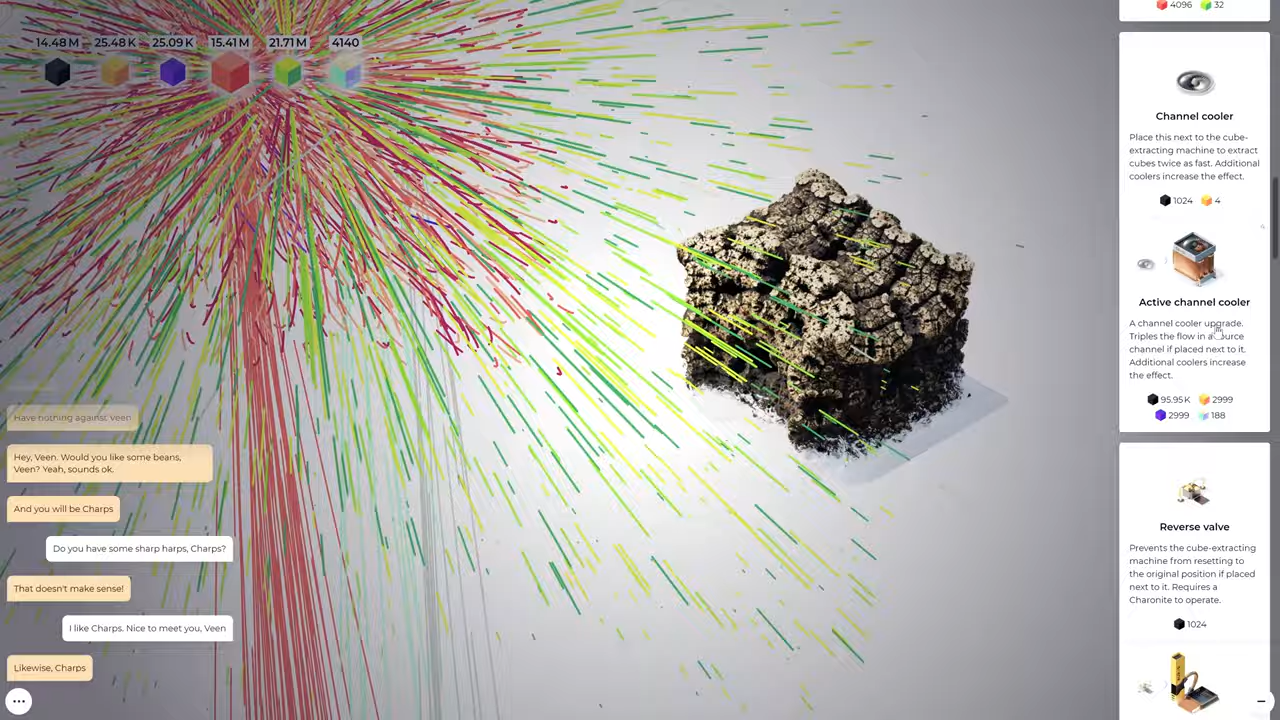 14.48 M 25.48 K 25.09 K 15.41 M 21.71 M 4140
Have nothing against Veen
Hey, Veen. Would you like some beans,
Veen? Yeah, sounds ok.
And you will be Charps
Do you have some sharp harps, Charps?
That doesn't make sense!
I like Charps. Nice to meet you, Veen
Likewise, Charps
4096 32
Channel cooler
Place this next to the cube-
extracting machine to extract
cubes twice as fast. Additional
coolers increase the effect.
1024 4
4
Active channel cooler
A channel cooler upgrade.
Triples the flow in a source
channel if placed next to it.
Additional coolers increase
the effect.
95.95 K 2999
2999 188
Reverse valve
Prevents the cube-extracting
machine from resetting to
the original position if placed
next to it. Requires a
Charonite to operate.
1024